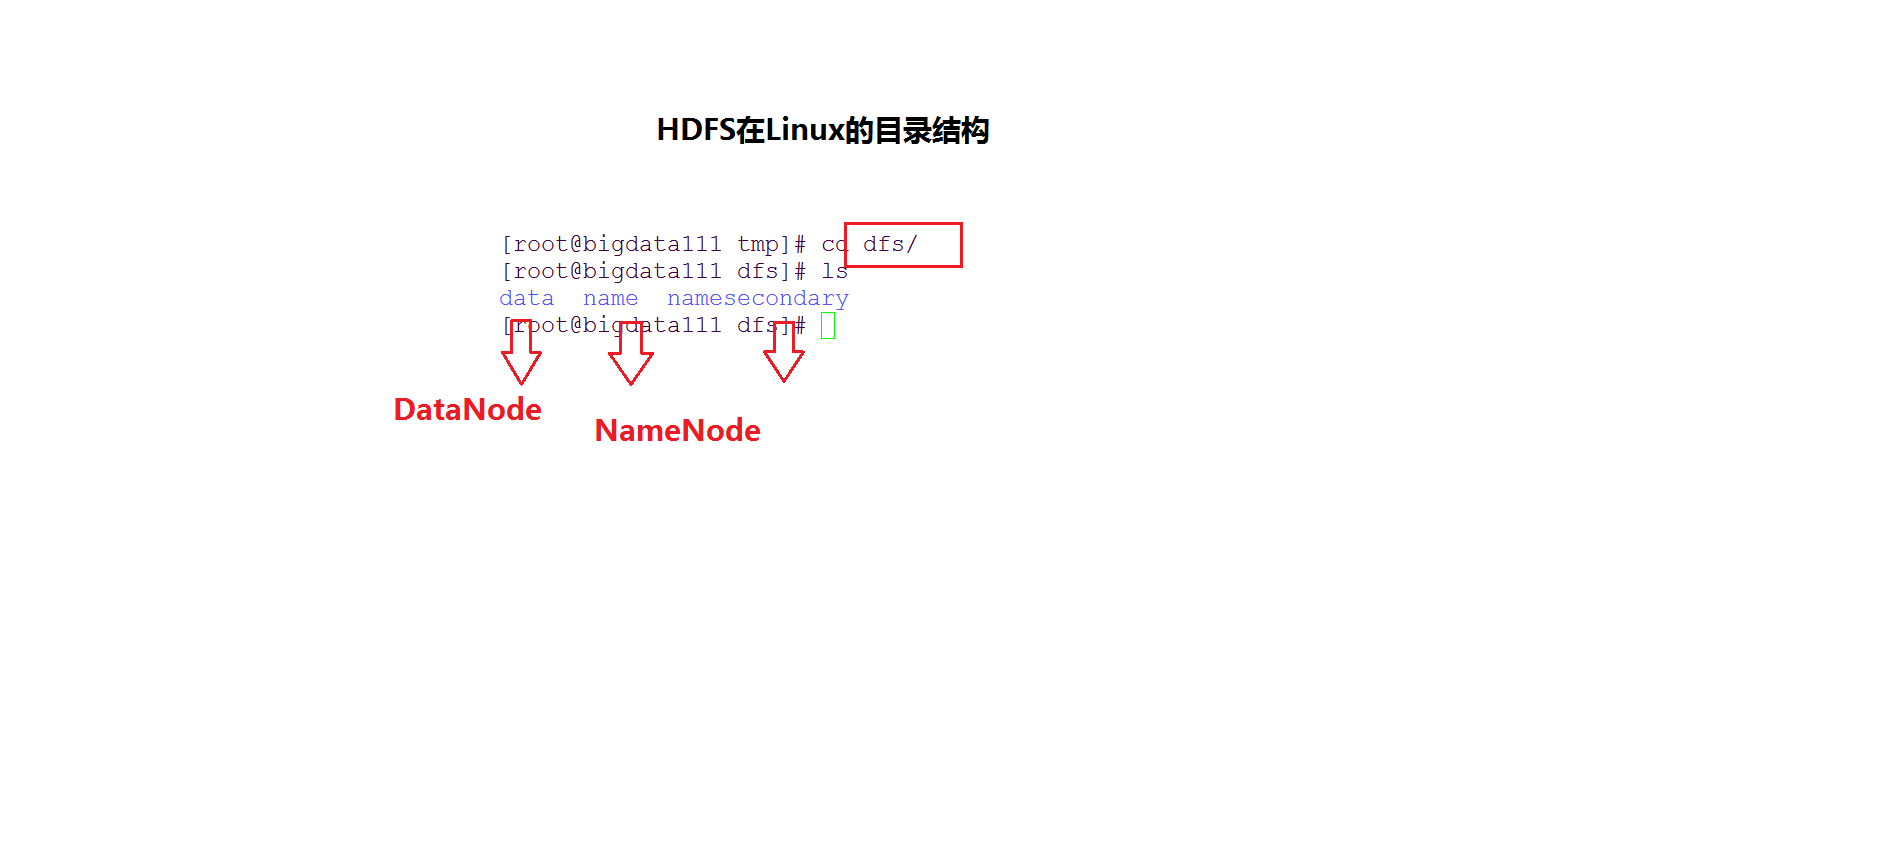 HDFS在Linux的目录结构
[root@bigdata111 tmp]# cd dfs/
[root@bigdata111 dfs]# ls
data  name  namesecondary
[root@bigdata111 dfs]#
DataNode
NameNode